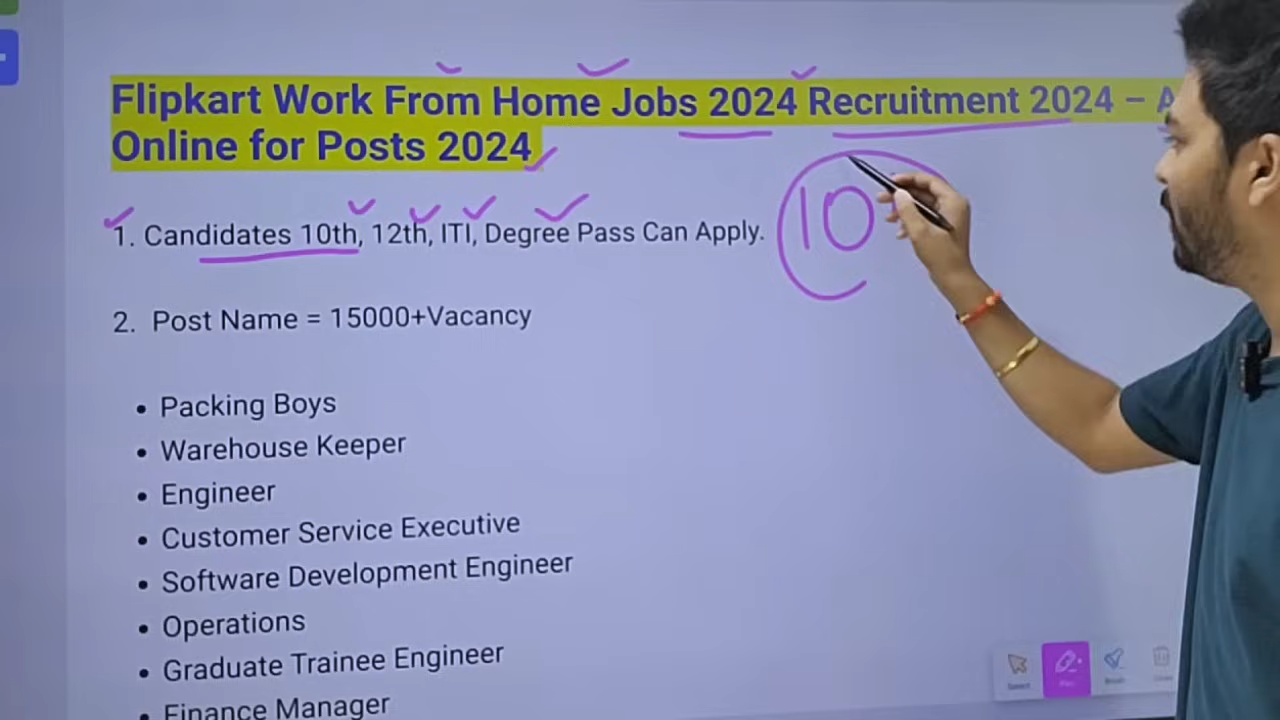 Flipkart Work From Home Jobs 2024 Recruitment 2024 – A
Online for Posts 2024
1. Candidates 10th, 12th, ITI, Degree Pass Can Apply.
10
2. Post Name = 15000+Vacancy
• Packing Boys
• Warehouse Keeper
• Engineer
• Customer Service Executive
• Software Development Engineer
• Operations
• Graduate Trainee Engineer
• Finance Manager
Select